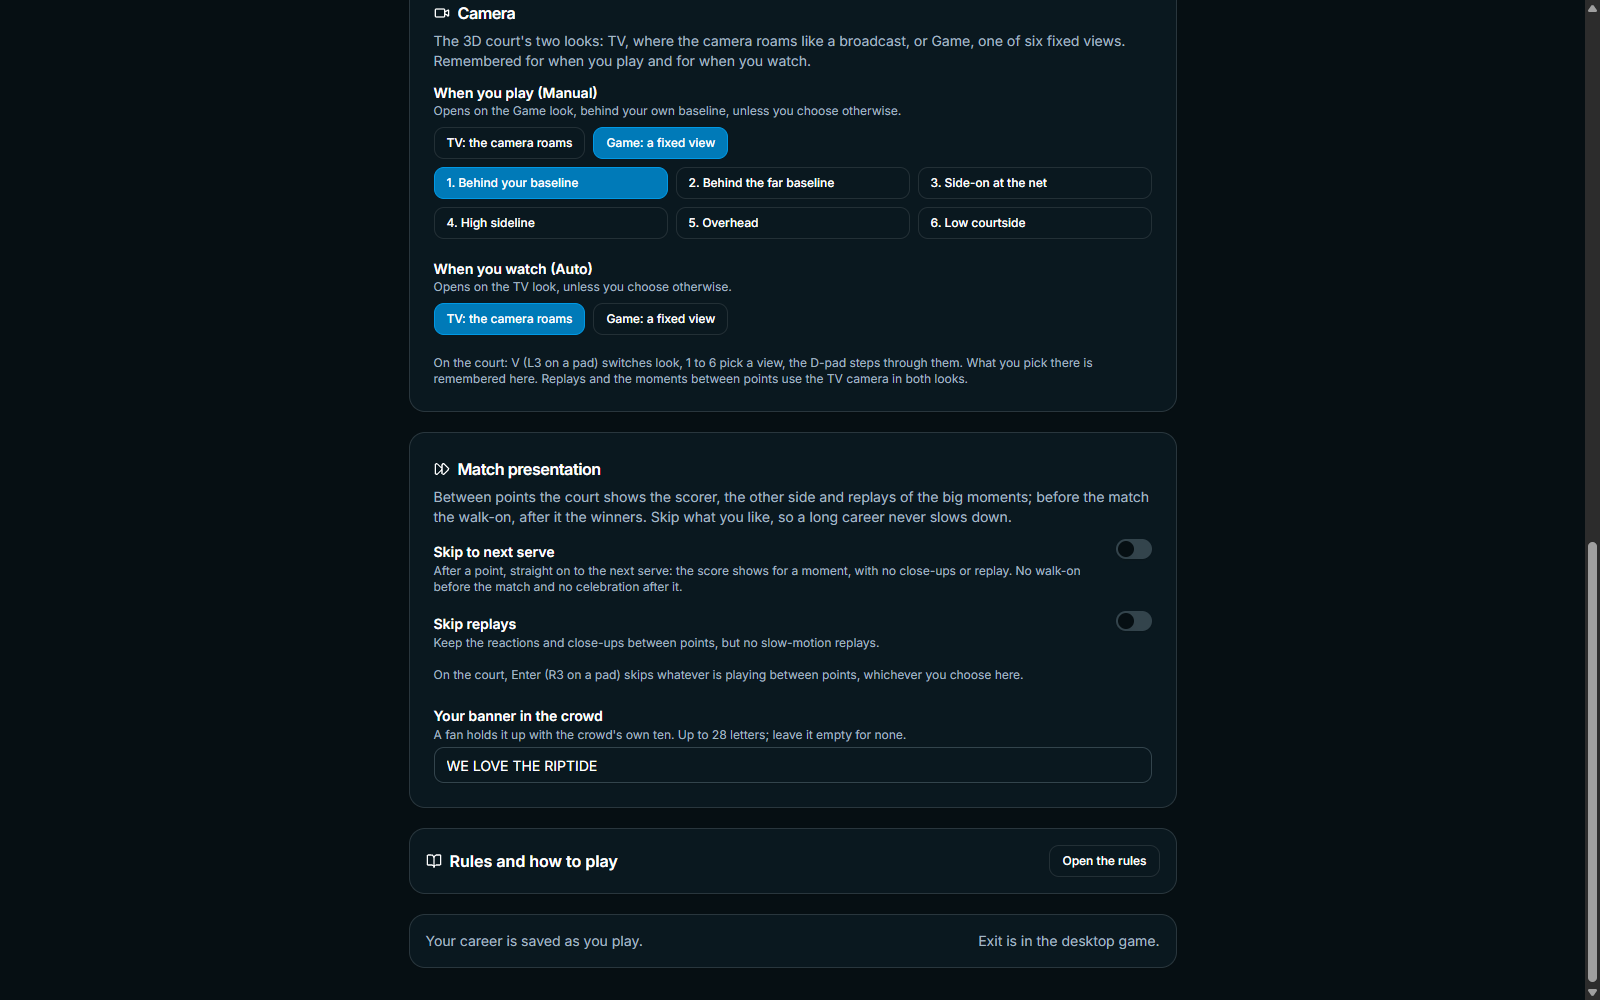 Camera
The 3D court's two looks: TV, where the camera roams like a broadcast, or Game, one of six fixed views.
Remembered for when you play and for when you watch.
When you play (Manual)
Opens on the Game look, behind your own baseline, unless you choose otherwise.
TV: the camera roams
Game: a fixed view
1. Behind your baseline
2. Behind the far baseline
3. Side-on at the net
4. High sideline
5. Overhead
6. Low courtside
When you watch (Auto)
Opens on the TV look, unless you choose otherwise.
TV: the camera roams
Game: a fixed view
On the court: V (L3 on a pad) switches look, 1 to 6 pick a view, the D-pad steps through them. What you pick there is
remembered here. Replays and the moments between points use the TV camera in both looks.
Match presentation
Between points the court shows the scorer, the other side and replays of the big moments; before the match
the walk-on, after it the winners. Skip what you like, so a long career never slows down.
Skip to next serve
After a point, straight on to the next serve: the score shows for a moment, with no close-ups or replay. No walk-on
before the match and no celebration after it.
Skip replays
Keep the reactions and close-ups between points, but no slow-motion replays.
On the court, Enter (R3 on a pad) skips whatever is playing between points, whichever you choose here.
Your banner in the crowd
A fan holds it up with the crowd's own ten. Up to 28 letters; leave it empty for none.
WE LOVE THE RIPTIDE
Rules and how to play
Open the rules
Your career is saved as you play.
Exit is in the desktop game.